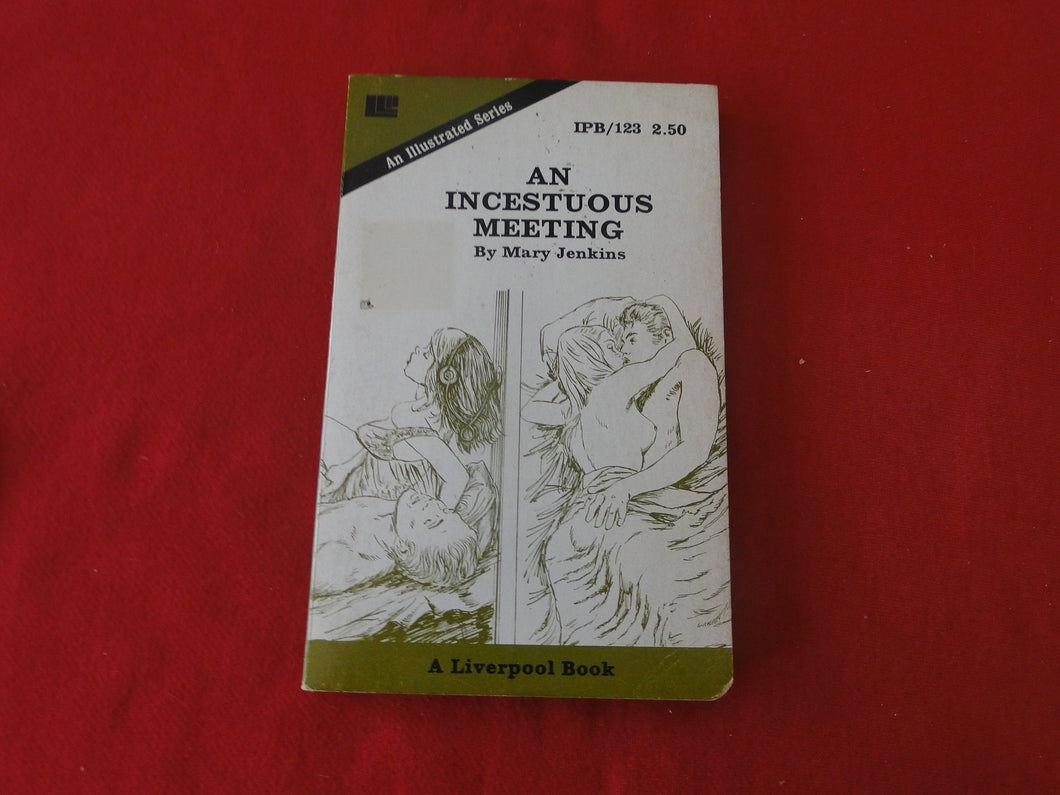 An Illustrated Series
IPB/123 2.50
AN
INCESTUOUS
MEETING
By Mary Jenkins
A Liverpool Book